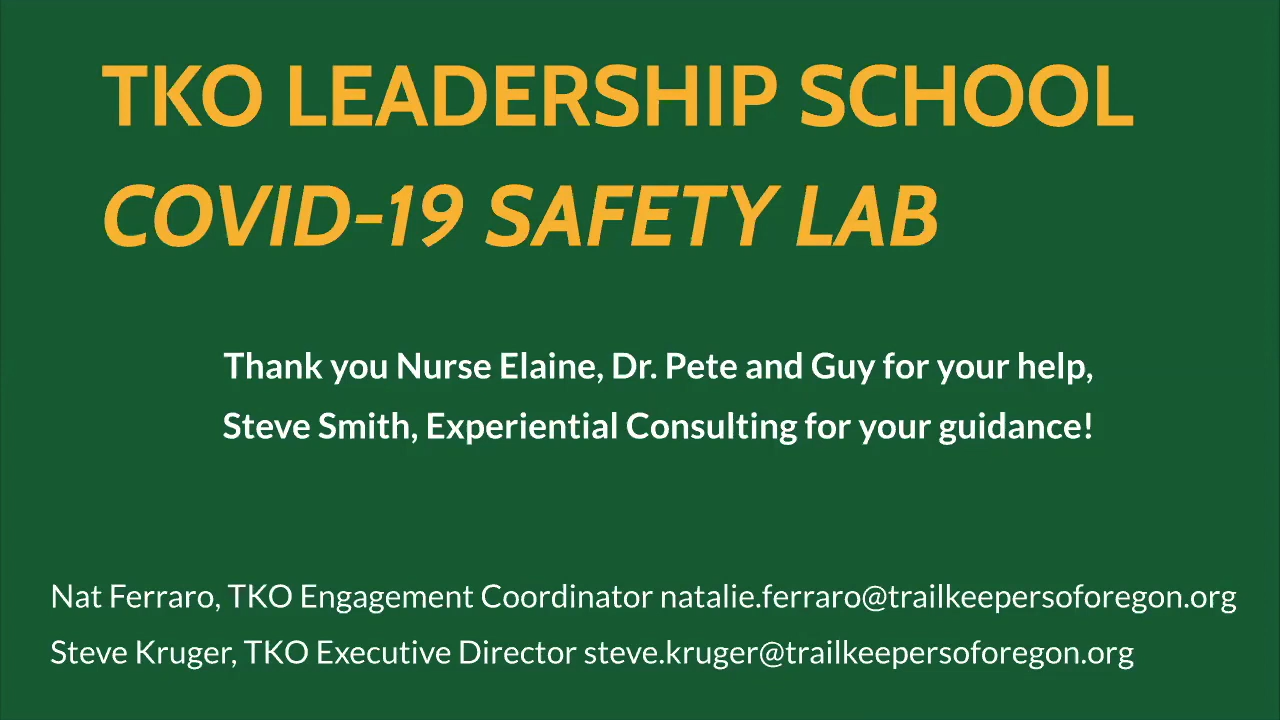 TKO LEADERSHIP SCHOOL
COVID-19 SAFETY LAB
Thank you Nurse Elaine, Dr. Pete and Guy for your help,
Steve Smith, Experiential Consulting for your guidance!
Nat Ferraro, TKO Engagement Coordinator natalie.ferraro@trailkeepersoforegon.org
Steve Kruger, TKO Executive Director steve.kruger@trailkeepersoforegon.org